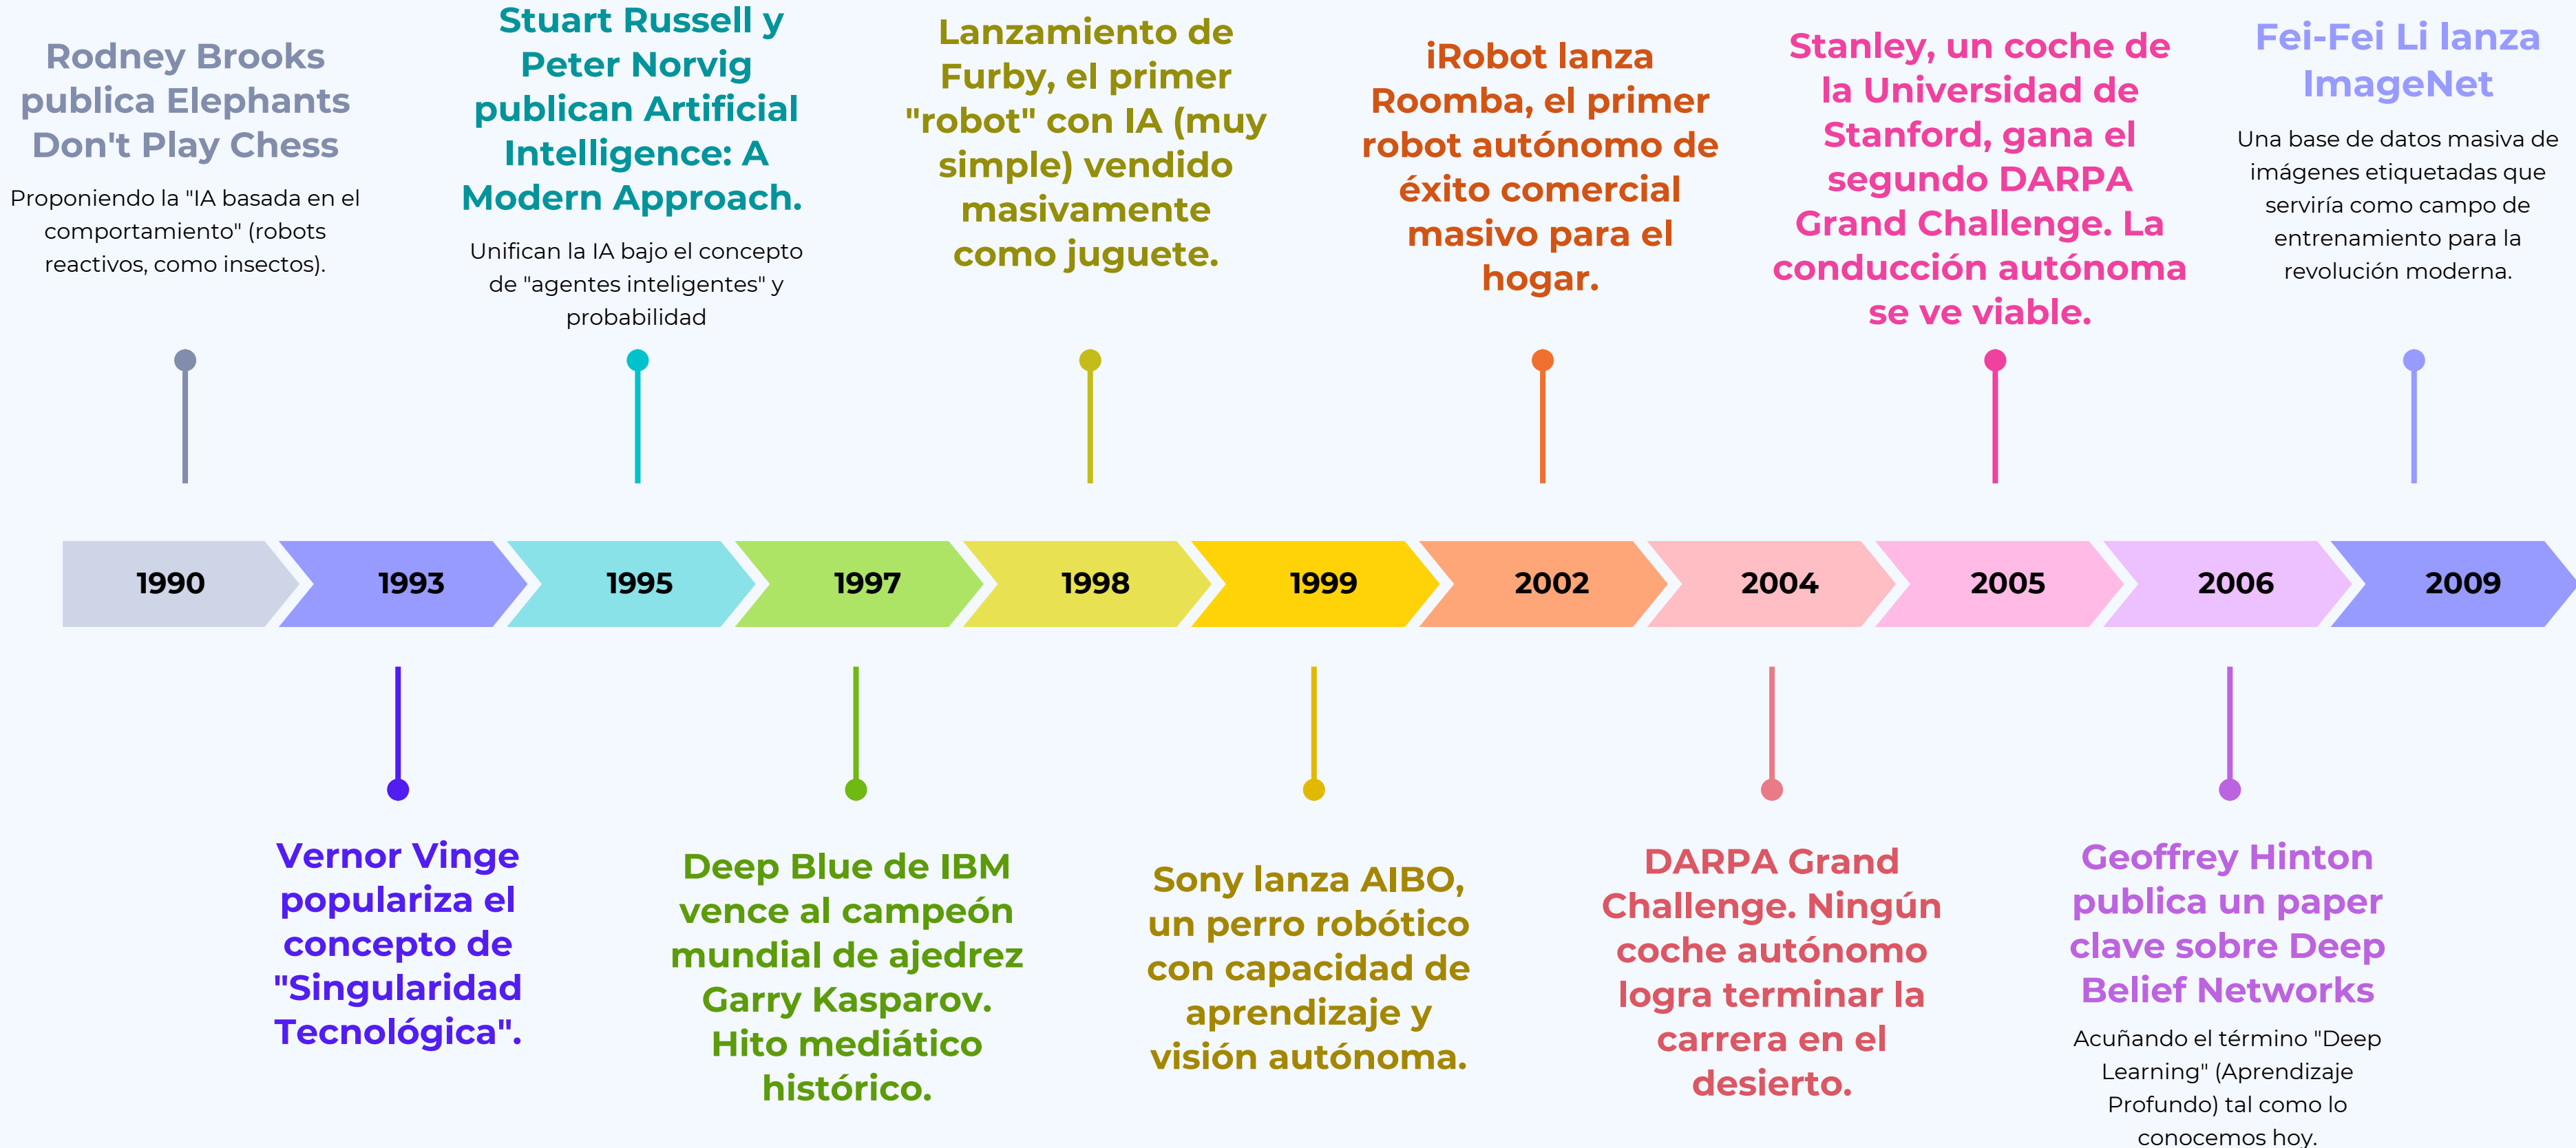 Rodney Brooks
publica Elephants
Don't Play Chess
Proponiendo la "IA basada en el
comportamiento" (robots
reactivos, como insectos).
Stuart Russell y
Peter Norvig
publican Artificial
Intelligence: A
Modern Approach.
Unifican la IA bajo el concepto
de "agentes inteligentes" y
probabilidad
Lanzamiento de
Furby, el primer
"robot" con IA (muy
simple) vendido
masivamente
como juguete.
iRobot lanza
Roomba, el primer
robot autónomo de
éxito comercial
masivo para el
hogar.
Stanley, un coche de
la Universidad de
Stanford, gana el
segundo DARPA
Grand Challenge. La
conducción autónoma
se ve viable.
Fei-Fei Li lanza
ImageNet
Una base de datos masiva de
imágenes etiquetadas que
serviría como campo de
entrenamiento para la
revolución moderna.
1990
1993
1995
1997
1998
1999
2002
2004
2005
2006
2009
Vernor Vinge
populariza el
concepto de
"Singularidad
Tecnológica".
Deep Blue de IBM
vence al campeón
mundial de ajedrez
Garry Kasparov.
Hito mediático
histórico.
Sony lanza AIBO,
un perro robótico
con capacidad de
aprendizaje y
visión autónoma.
DARPA Grand
Challenge. Ningún
coche autónomo
logra terminar la
carrera en el
desierto.
Geoffrey Hinton
publica un paper
clave sobre Deep
Belief Networks
Acuñando el término "Deep
Learning" (Aprendizaje
Profundo) tal como lo
conocemos hoy.